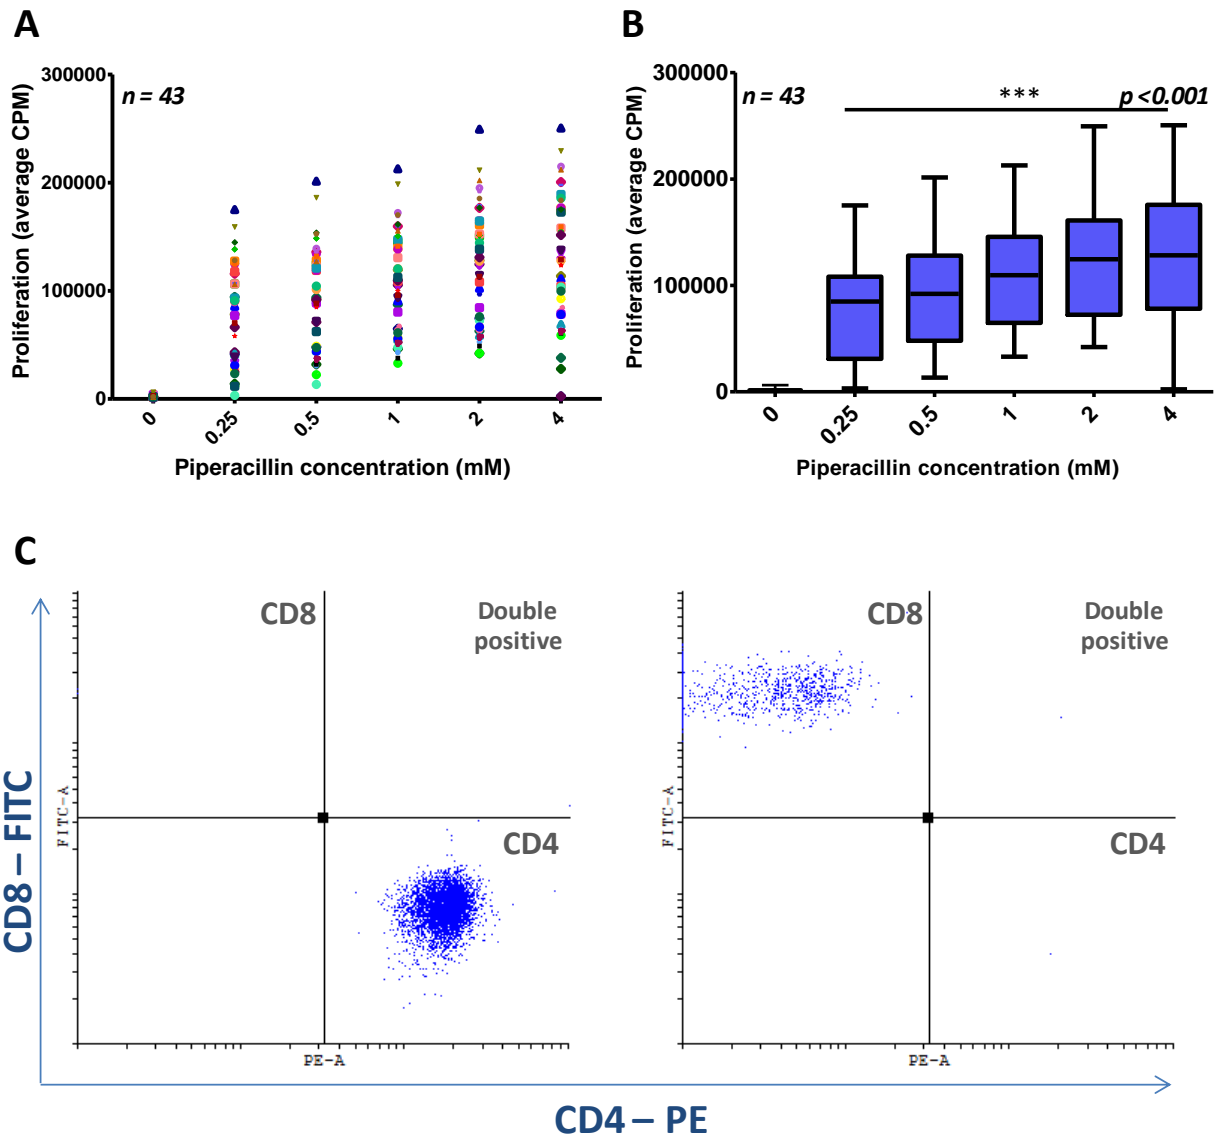 A
Proliferation (average CPM)
300000
200000
100000
0
n = 43
0
0.25
0.5
1
2
4
Piperacillin concentration (mM)
B
Proliferation (average CPM)
300000
200000
100000
0
n = 43
***
p <0.001
0
0.25
0.5
1
2
4
Piperacillin concentration (mM)
C
CD8 – FITC
CD8
Double
positive
FITC-A
CD4
PE-A
CD8
Double
positive
FITC-A
CD4
PE-A
CD4 – PE